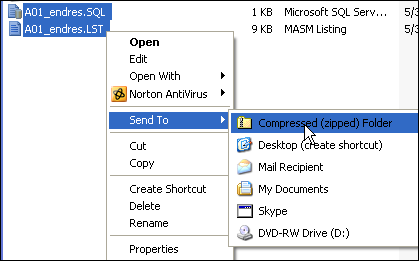 A01_endres.SQL 1 KB Microsoft SQL Serv... 5/3
A01_endres.LST 9 KB MASM Listing 5/
Open
Edit
Open With
Norton AntiVirus
Send To
Cut
Copy
Create Shortcut
Delete
Rename
Properties
Compressed (zipped) Folder
Desktop (create shortcut)
Mail Recipient
My Documents
Skype
DVD-RW Drive (D:)